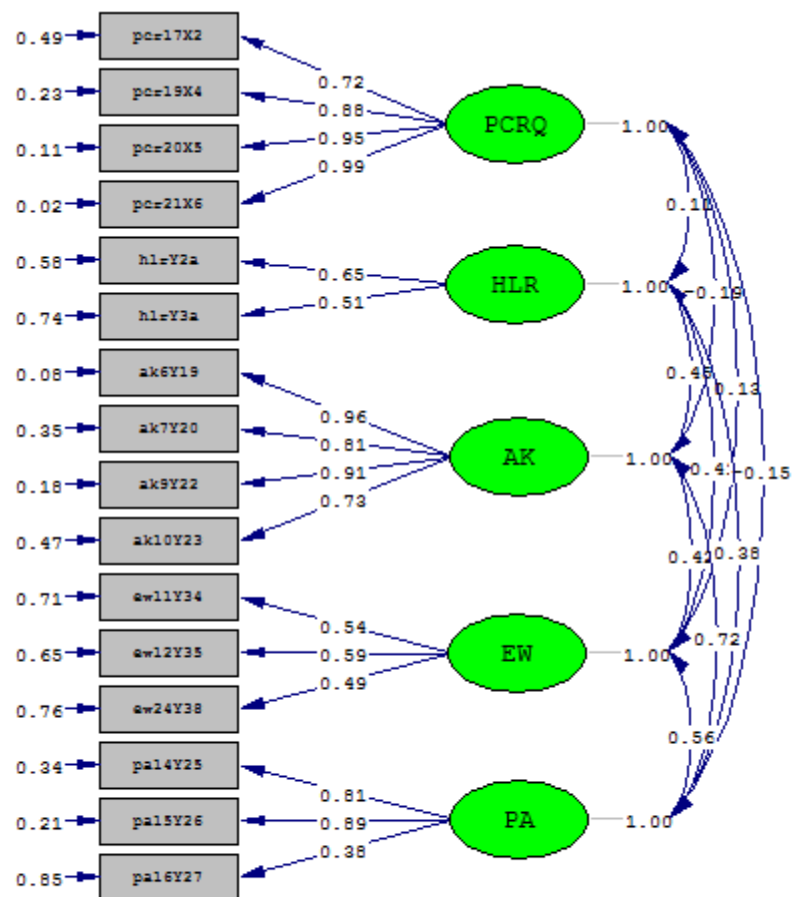 0.49 pcr17X2
0.72
0.23 pcr19X4
0.88
PCRQ 1.00
0.11 pcr20X5
0.95
0.99
0.02 pcr21X6
0.58 hlrY2a
0.65
HLR 1.00
-0.19
0.51
0.74 hlrY3a
0.08 ak6Y19
0.13
0.96
0.35 ak7Y20
0.81
AK 1.00
-0.15
0.91
0.18 ak9Y22
0.73
0.47 ak10Y23
0.38
0.71 ew11Y34
0.54
0.72
0.59
0.65 ew12Y35
EW 1.00
0.49
0.76 ew24Y38
0.56
0.34 pa14Y25
0.81
0.21 pa15Y26
0.89
PA 1.00
0.38
0.85 pa16Y27